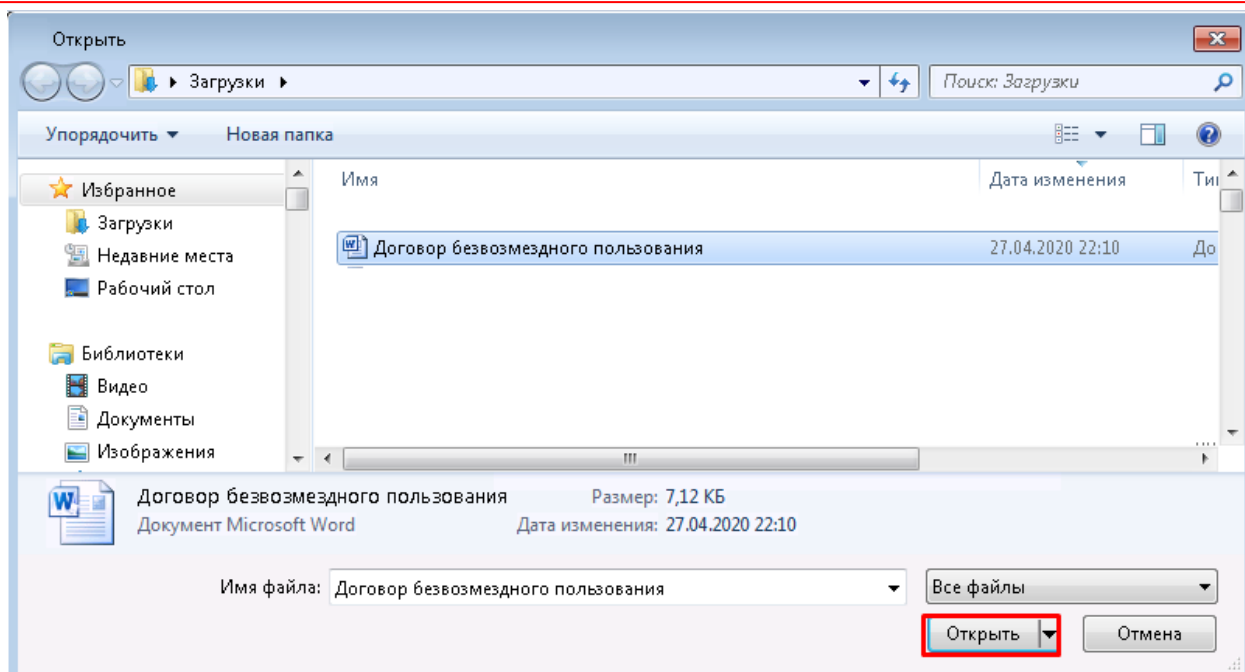 Открыть
Загрузки
Поиск: Загрузки
Упорядочить
Новая папка
Имя
Дата изменения
Тип
Избранное
Загрузки
Недавние места
Рабочий стол
Договор безвозмездного пользования
27.04.2020 22:10
До
Библиотеки
Видео
Документы
Изображения
Договор безвозмездного пользования
Размер: 7,12 КБ
Документ Microsoft Word
Дата изменения: 27.04.2020 22:10
Имя файла: Договор безвозмездного пользования
Все файлы
Открыть
Отмена